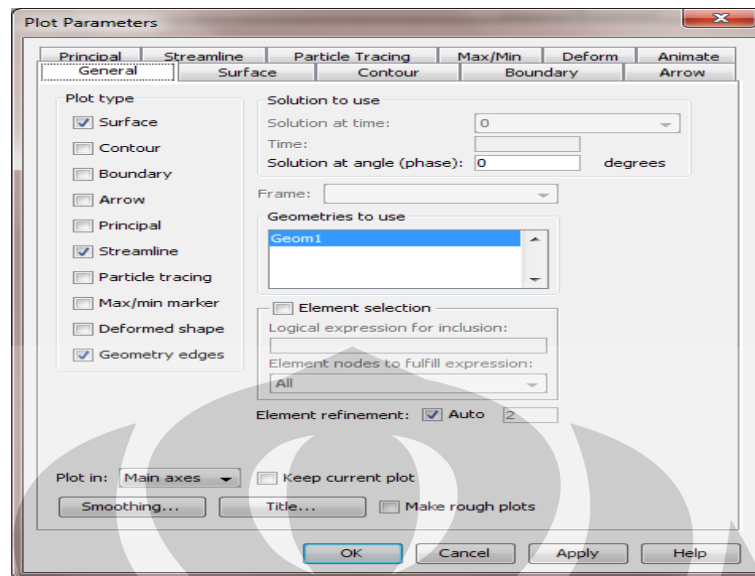 Plot Parameters
Principal Streamline Particle Tracing Max/Min Deform Animate
General Surface Contour Boundary Arrow
Plot type
Surface
Contour
Boundary
Arrow
Principal
Streamline
Particle tracing
Max/min marker
Deformed shape
Geometry edges
Solution to use
Solution at time: 0
Time:
Solution at angle (phase): 0 degrees
Frame:
Geometries to use
Geom1
Element selection
Logical expression for inclusion:
Element nodes to fulfill expression:
All
Element refinement: Auto 2
Plot in: Main axes Keep current plot
Smoothing... Title... Make rough plots
OK Cancel Apply Help